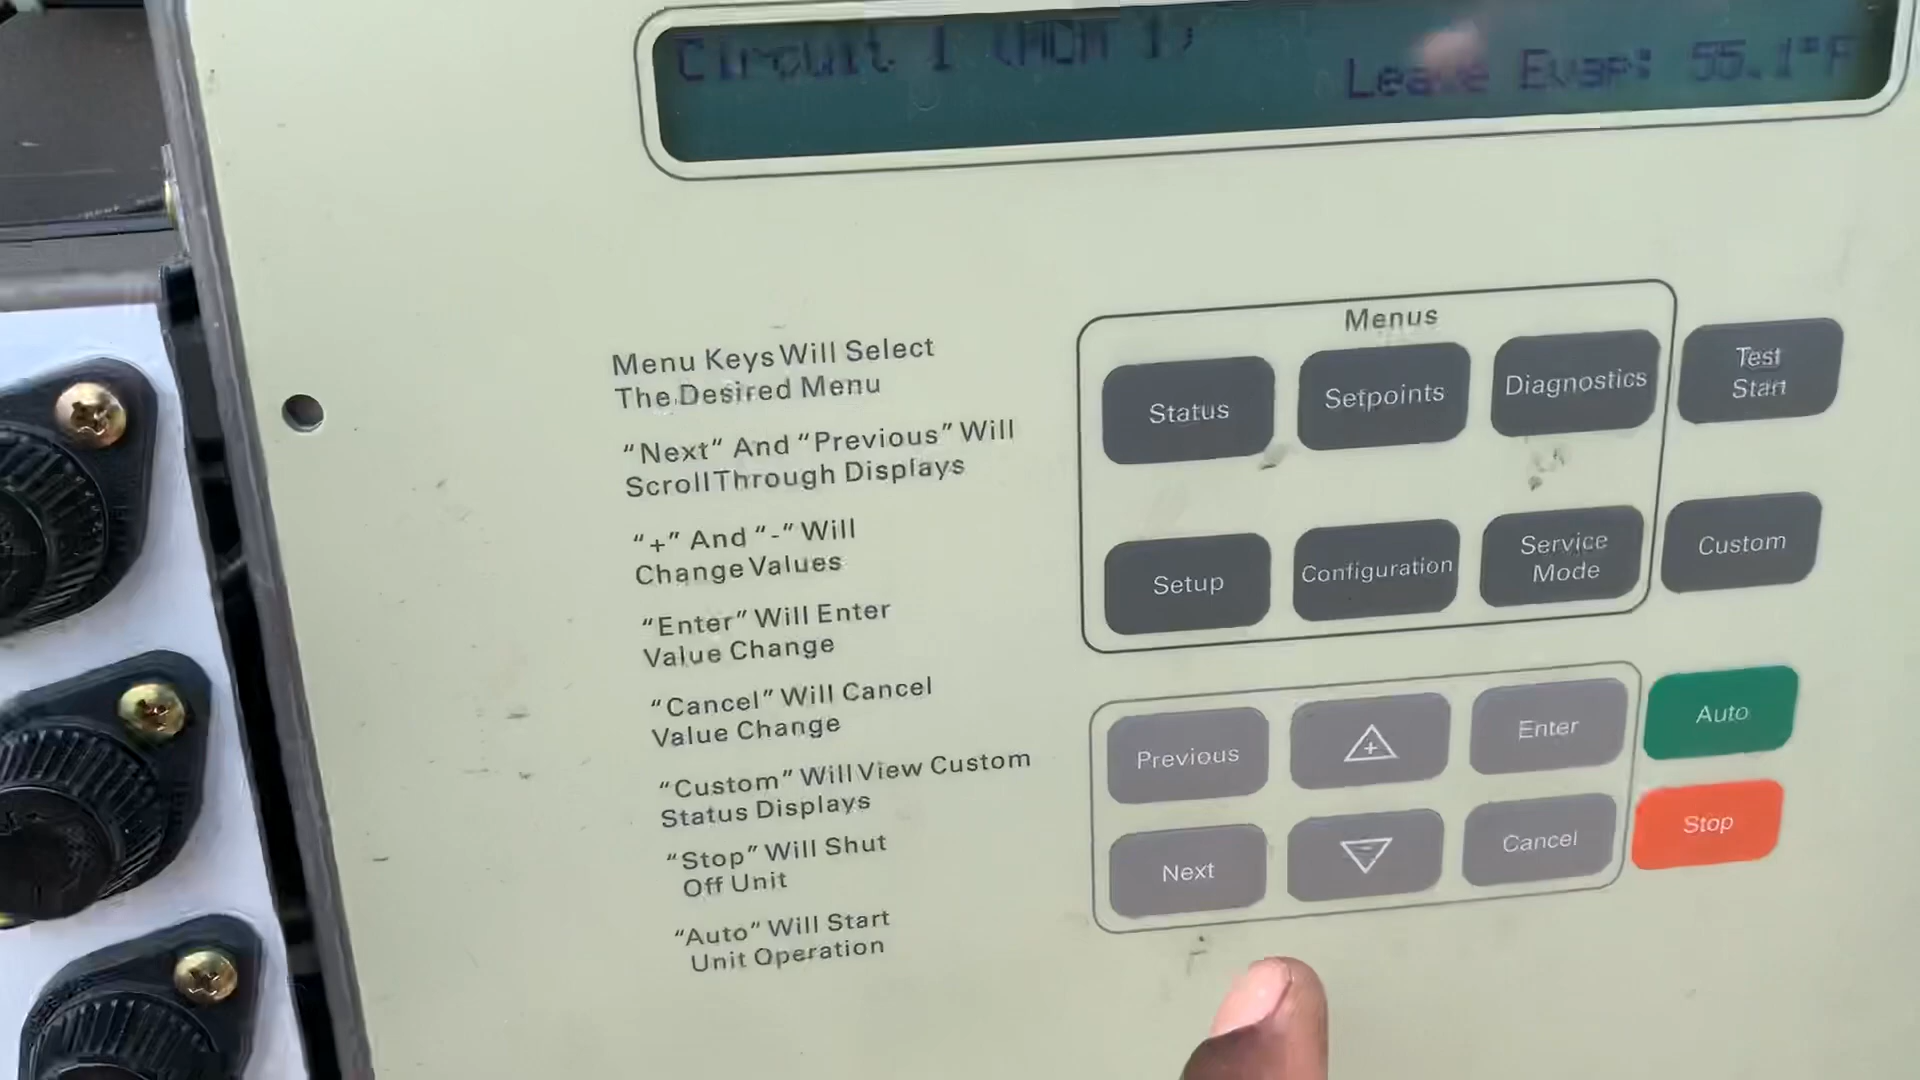 Circuit 1 (MCM 1)
Leave Evap: 55.1°F
Menu Keys Will Select
The Desired Menu
“Next” And “Previous” Will
Scroll Through Displays
“+” And “-” Will
Change Values
“Enter” Will Enter
Value Change
“Cancel” Will Cancel
Value Change
“Custom” Will View Custom
Status Displays
“Stop” Will Shut
Off Unit
“Auto” Will Start
Unit Operation
Menus
Status
Setpoints
Diagnostics
Test
Start
Setup
Configuration
Service
Mode
Custom
Previous
+
Enter
Auto
Next
-
Cancel
Stop